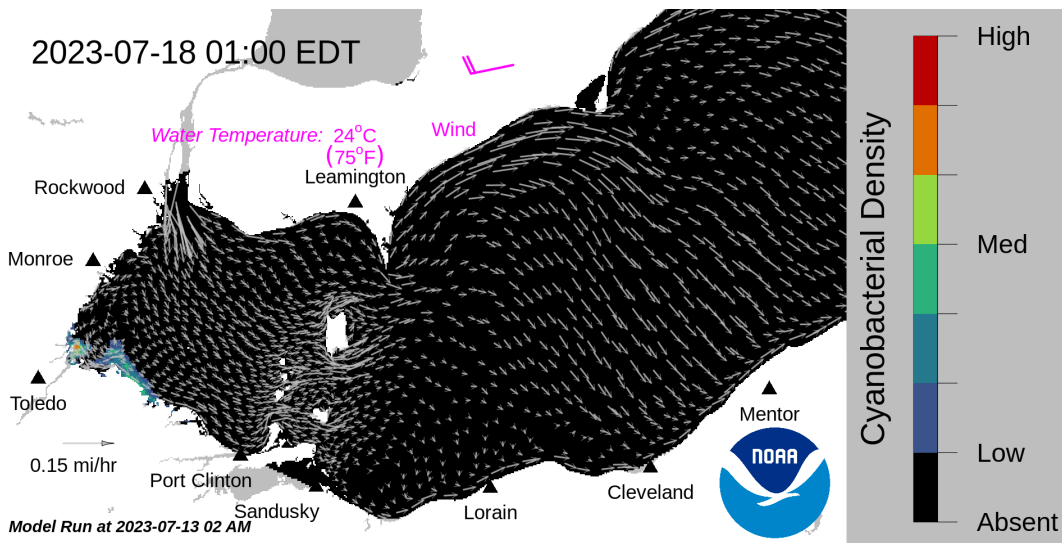 2023-07-18 01:00 EDT
High
Wind
Water Temperature: 24°C
(75°F)
Leamington
Rockwood
Cyanobacterial Density
Med
Monroe
Toledo
Mentor
0.15 mi/hr
NOAA
Low
Port Clinton
Cleveland
Sandusky
Lorain
Absent
Model Run at 2023-07-13 02 AM